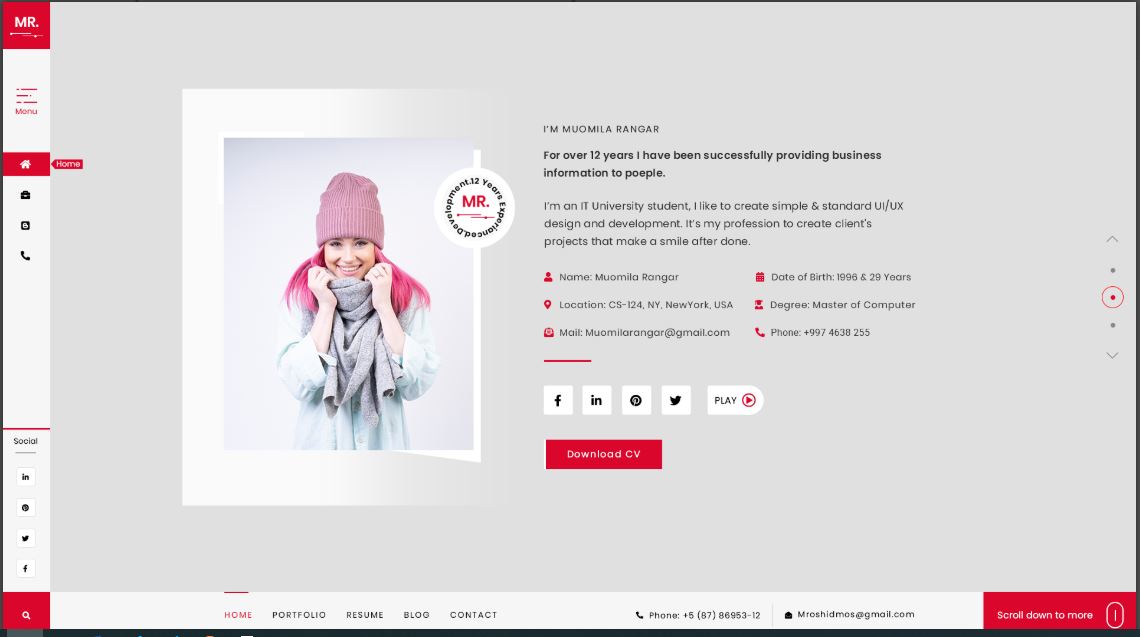 MR.
Menu
Home
Social
I'M MUOMILA RANGAR
For over 12 years I have been successfully providing business
information to poeple.
I'm an IT University student, I like to create simple & standard UI/UX
design and development. It's my profession to create client's
projects that make a smile after done.
Name: Muomila Rangar
Date of Birth: 1996 & 29 Years
Location: CS-124, NY, NewYork, USA
Degree: Master of Computer
Mail: Muomilarangar@gmail.com
Phone: +997 4638 255
PLAY
Download CV
12 Years Experianced.Development.
MR.
HOME PORTFOLIO RESUME BLOG CONTACT
Phone: +5 (87) 86953-12
Mroshidmos@gmail.com
Scroll down to more